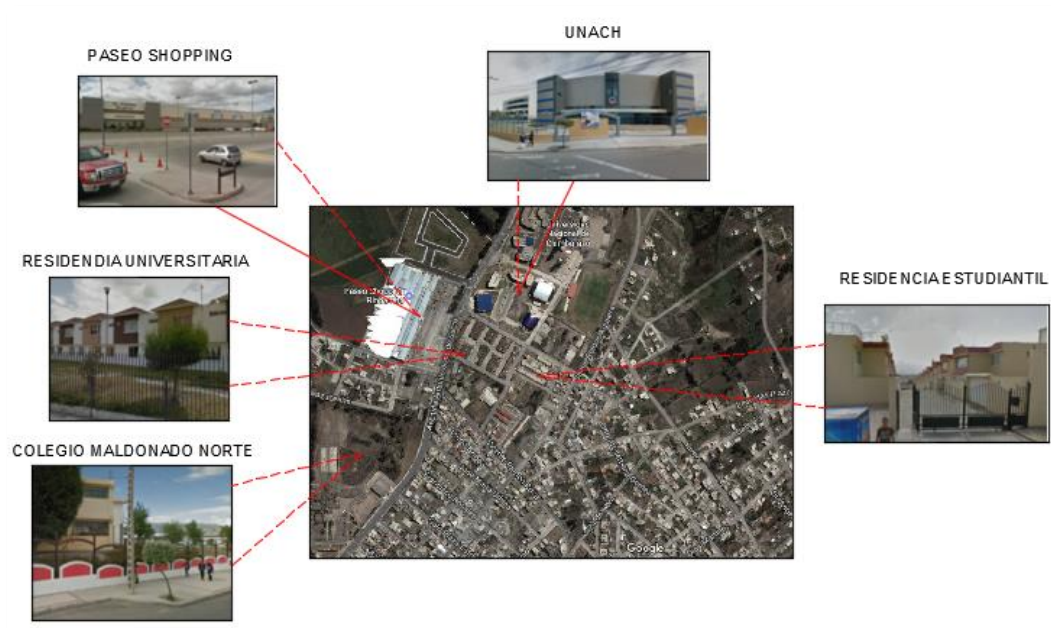 UNACH
PASEO SHOPPING
RESIDENDIA UNIVERSITARIA
RESIDENCIA ESTUDIANTIL
COLEGIO MALDONADO NORTE
Google